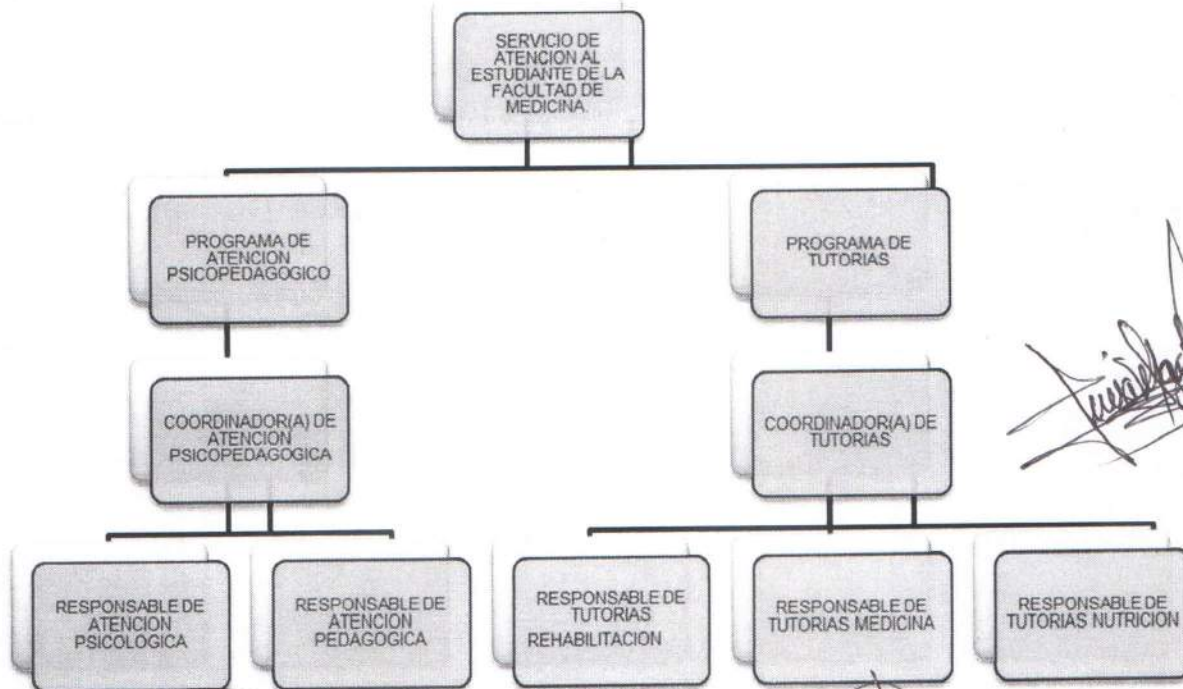 SERVICIO DE
ATENCION AL
ESTUDIANTE DE LA
FACULTAD DE
MEDICINA.
PROGRAMA DE
ATENCION
PSICOPEDAGOGICO
PROGRAMA DE
TUTORIAS
COORDINADOR(A) DE
ATENCION
PSICOPEDAGOGICA
COORDINADOR(A) DE
TUTORIAS
RESPONSABLE DE
ATENCION
PSICOLOGICA
RESPONSABLE DE
ATENCION
PEDAGOGICA
RESPONSABLE DE
TUTORIAS
REHABILITACION
RESPONSABLE DE
TUTORIAS MEDICINA
RESPONSABLE DE
TUTORIAS NUTRICION